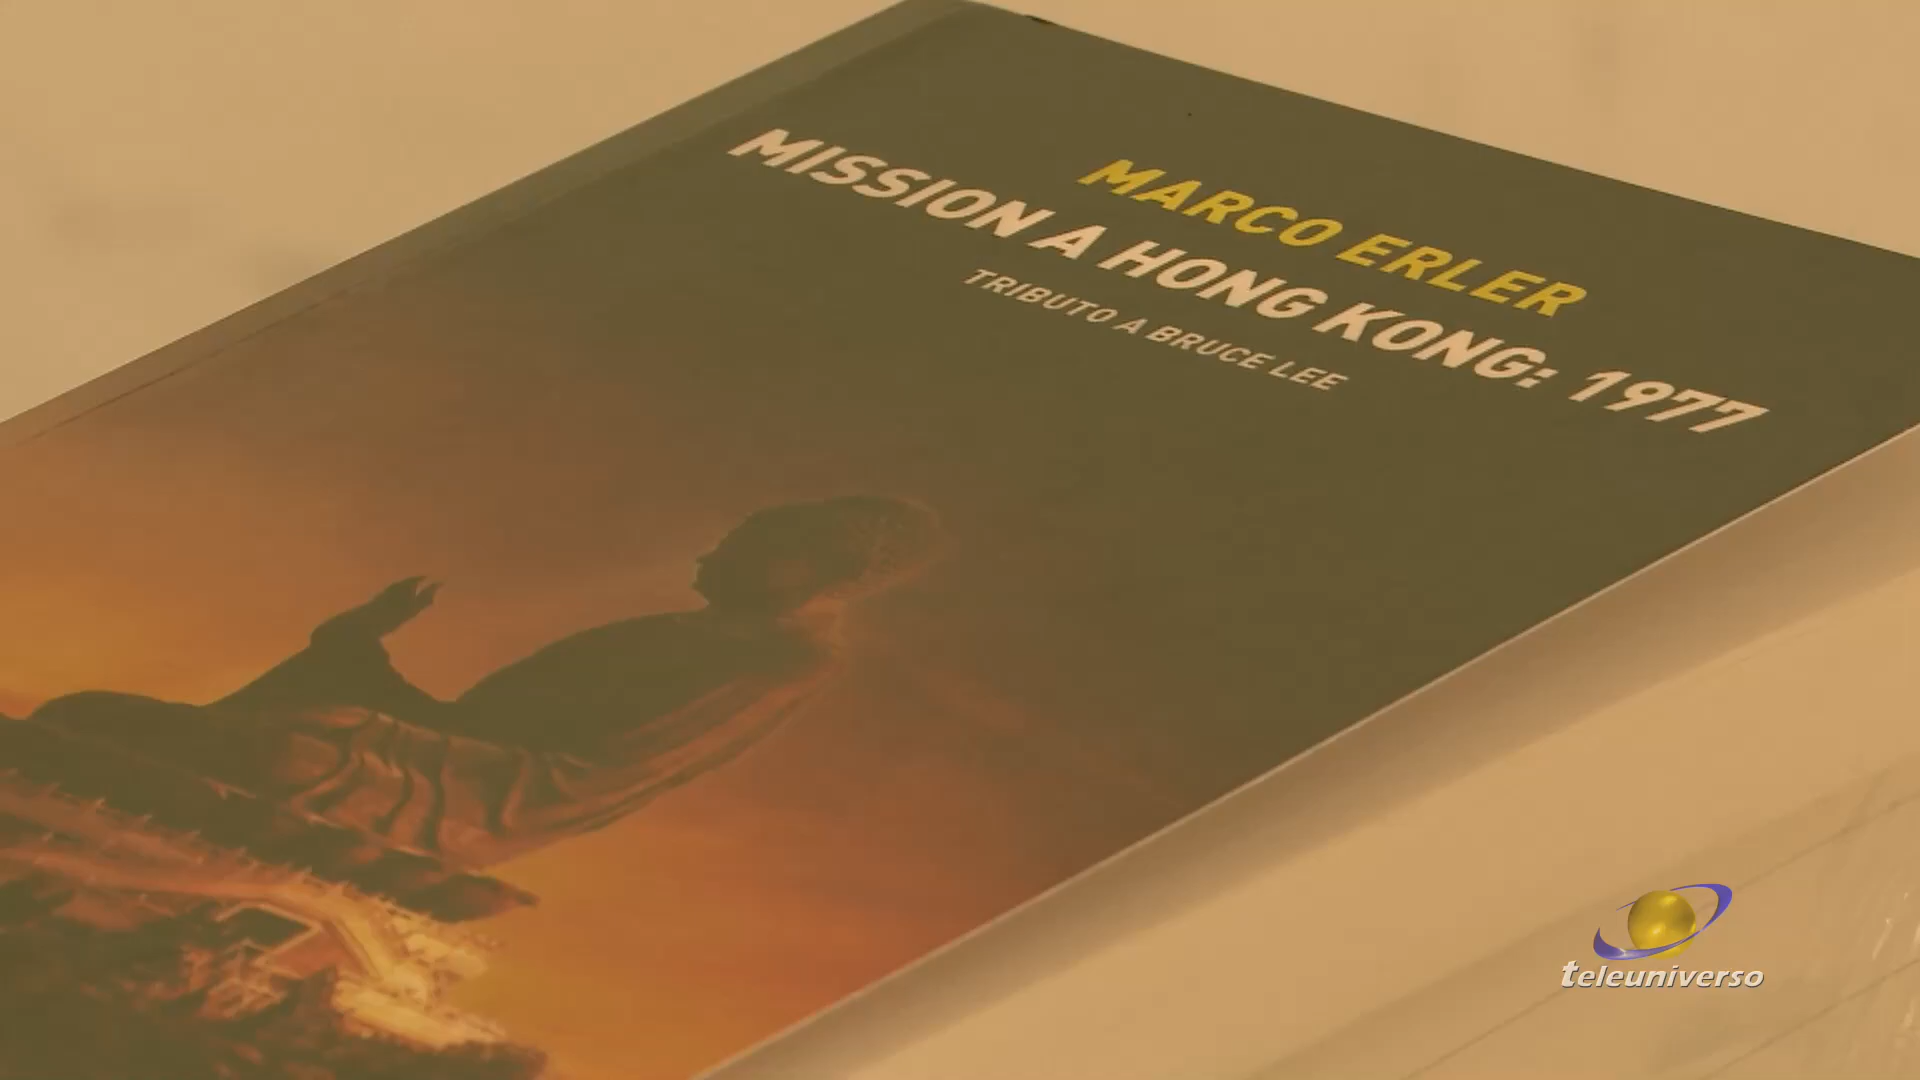 MARCO ERLER
MISSION A HONG KONG: 1977
TRIBUTO A BRUCE LEE
teleuniverso